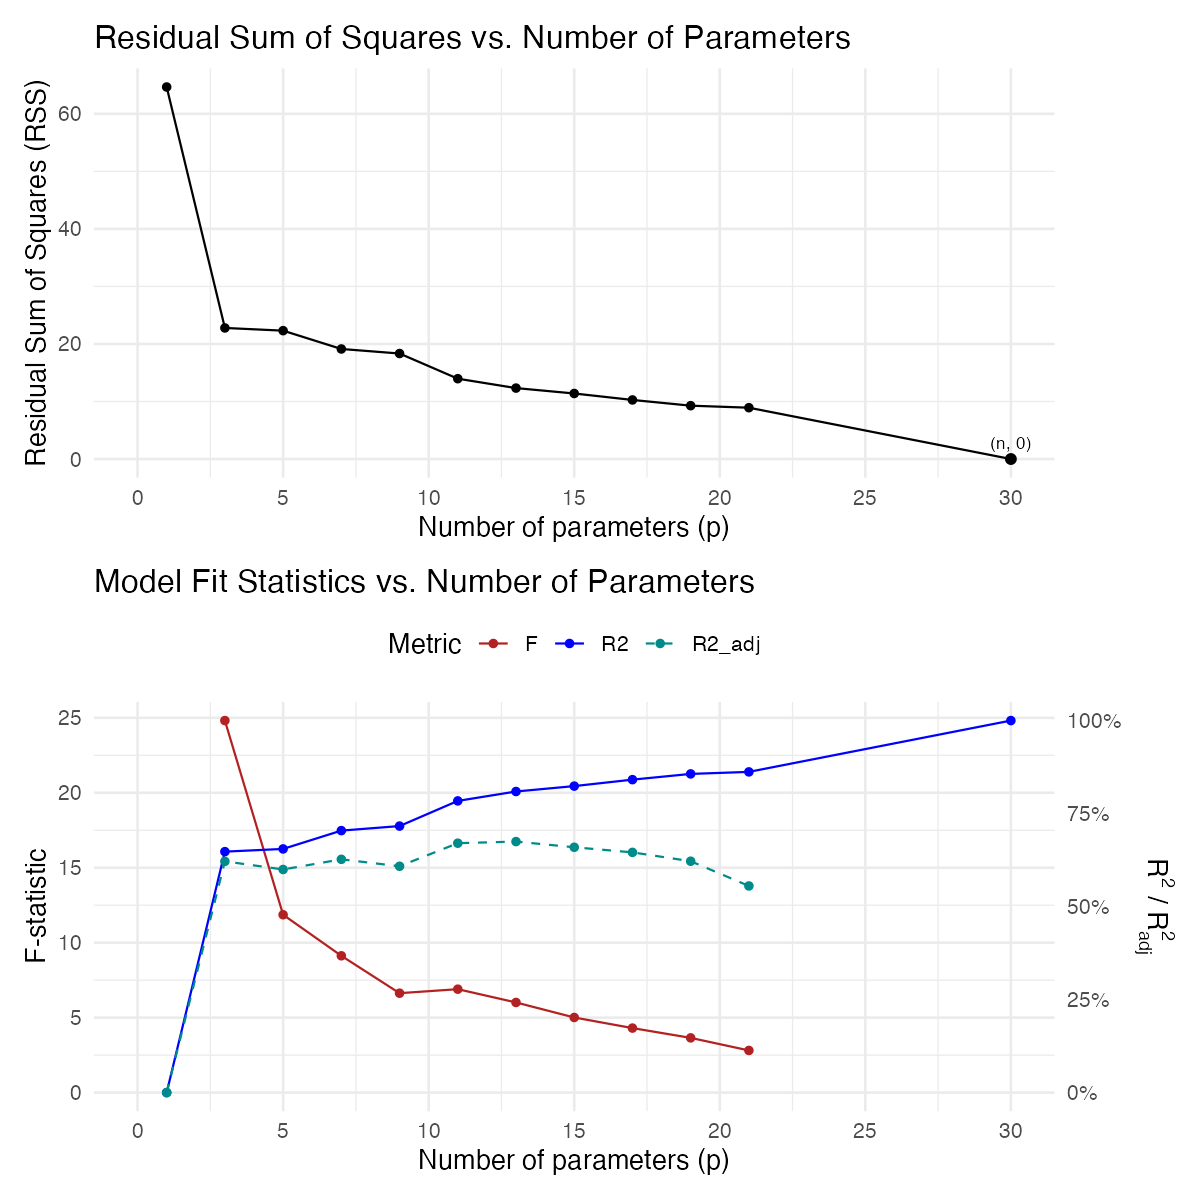 Residual Sum of Squares vs. Number of Parameters
Residual Sum of Squares (RSS)
60
40
20
0
(n, 0)
0 5 10 15 20 25 30
Number of parameters (p)
Model Fit Statistics vs. Number of Parameters
Metric F R2 R2_adj
F-statistic
25
20
15
10
5
0
100%
75%
50%
25%
0%
R² / R²adj
0 5 10 15 20 25 30
Number of parameters (p)